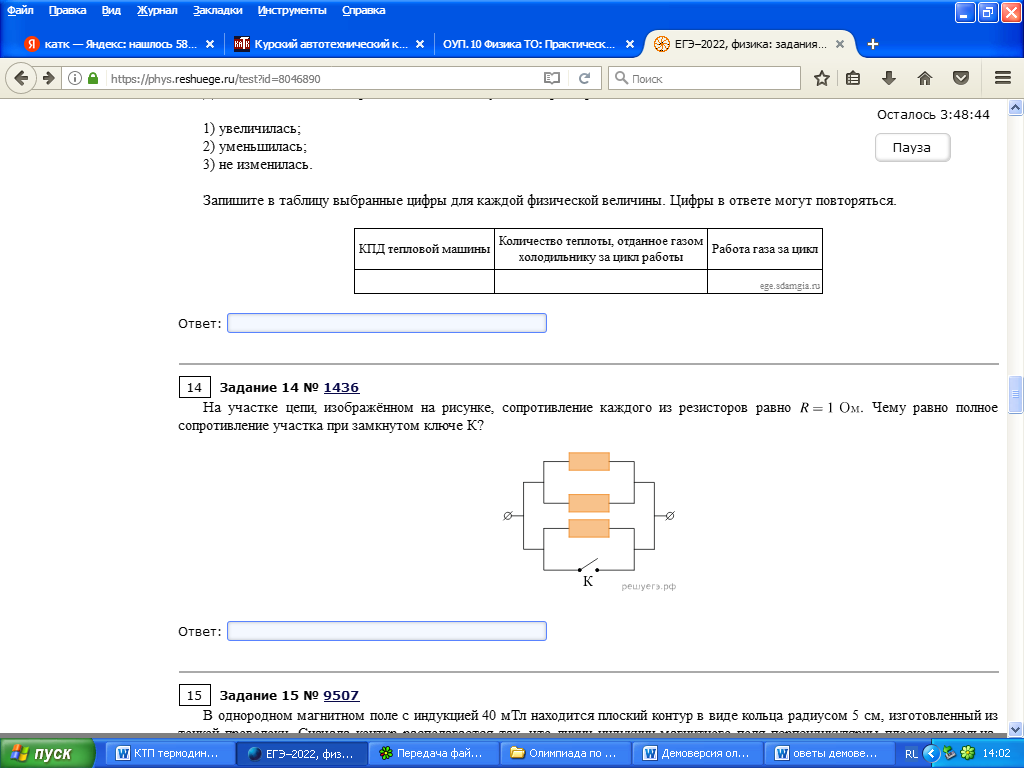 Файл Правка Вид Журнал Закладки Инструменты Справка
катк — Яндекс: нашлось 58... Курский автотехнический к... ОУП. 10 Физика ТО: Практическ... ЕГЭ–2022, физика: задания...
https://phys.reshuege.ru/test?id=8046890 Поиск
Осталось 3:48:44
Пауза
1) увеличилась;
2) уменьшилась;
3) не изменилась.
Запишите в таблицу выбранные цифры для каждой физической величины. Цифры в ответе могут повторяться.
КПД тепловой машины
Количество теплоты, отданное газом
холодильнику за цикл работы
Работа газа за цикл
ege.sdamgia.ru
Ответ:
14 Задание 14 № 1436
На участке цепи, изображённом на рисунке, сопротивление каждого из резисторов равно R = 1 Ом. Чему равно полное
сопротивление участка при замкнутом ключе К?
К
решуегэ.рф
Ответ:
15 Задание 15 № 9507
В однородном магнитном поле с индукцией 40 мТл находится плоский контур в виде кольца радиусом 5 см, изготовленный из
пуск КТП термодин... ЕГЭ–2022, физ... Передача фай... Олимпиада по ... Демоверсия ол... оветы демове... RL 14:02